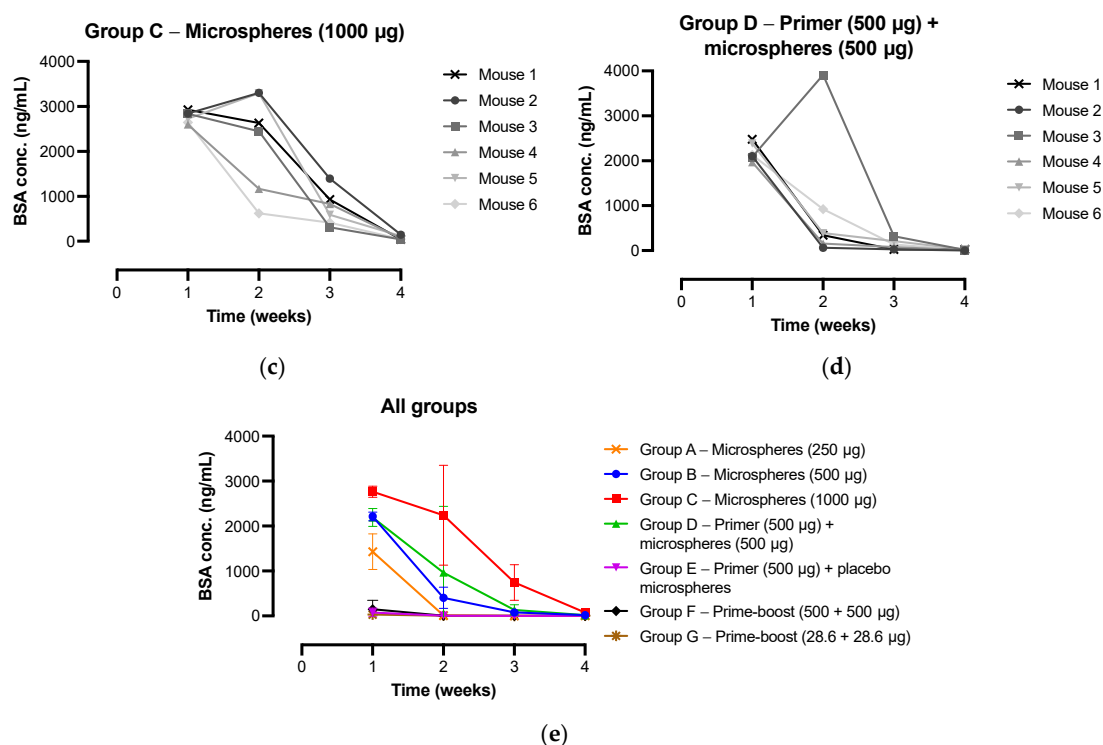 Group C – Microspheres (1000 µg)
BSA conc. (ng/mL)
4000
3000
2000
1000
0
0 1 2 3 4
Time (weeks)
Mouse 1
Mouse 2
Mouse 3
Mouse 4
Mouse 5
Mouse 6
(c)
Group D – Primer (500 µg) +
microspheres (500 µg)
BSA conc. (ng/mL)
4000
3000
2000
1000
0
0 1 2 3 4
Time (weeks)
Mouse 1
Mouse 2
Mouse 3
Mouse 4
Mouse 5
Mouse 6
(d)
All groups
BSA conc. (ng/mL)
4000
3000
2000
1000
0
0 1 2 3 4
Time (weeks)
Group A – Microspheres (250 µg)
Group B – Microspheres (500 µg)
Group C – Microspheres (1000 µg)
Group D – Primer (500 µg) +
microspheres (500 µg)
Group E – Primer (500 µg) + placebo
microspheres
Group F – Prime-boost (500 + 500 µg)
Group G – Prime-boost (28.6 + 28.6 µg)
(e)